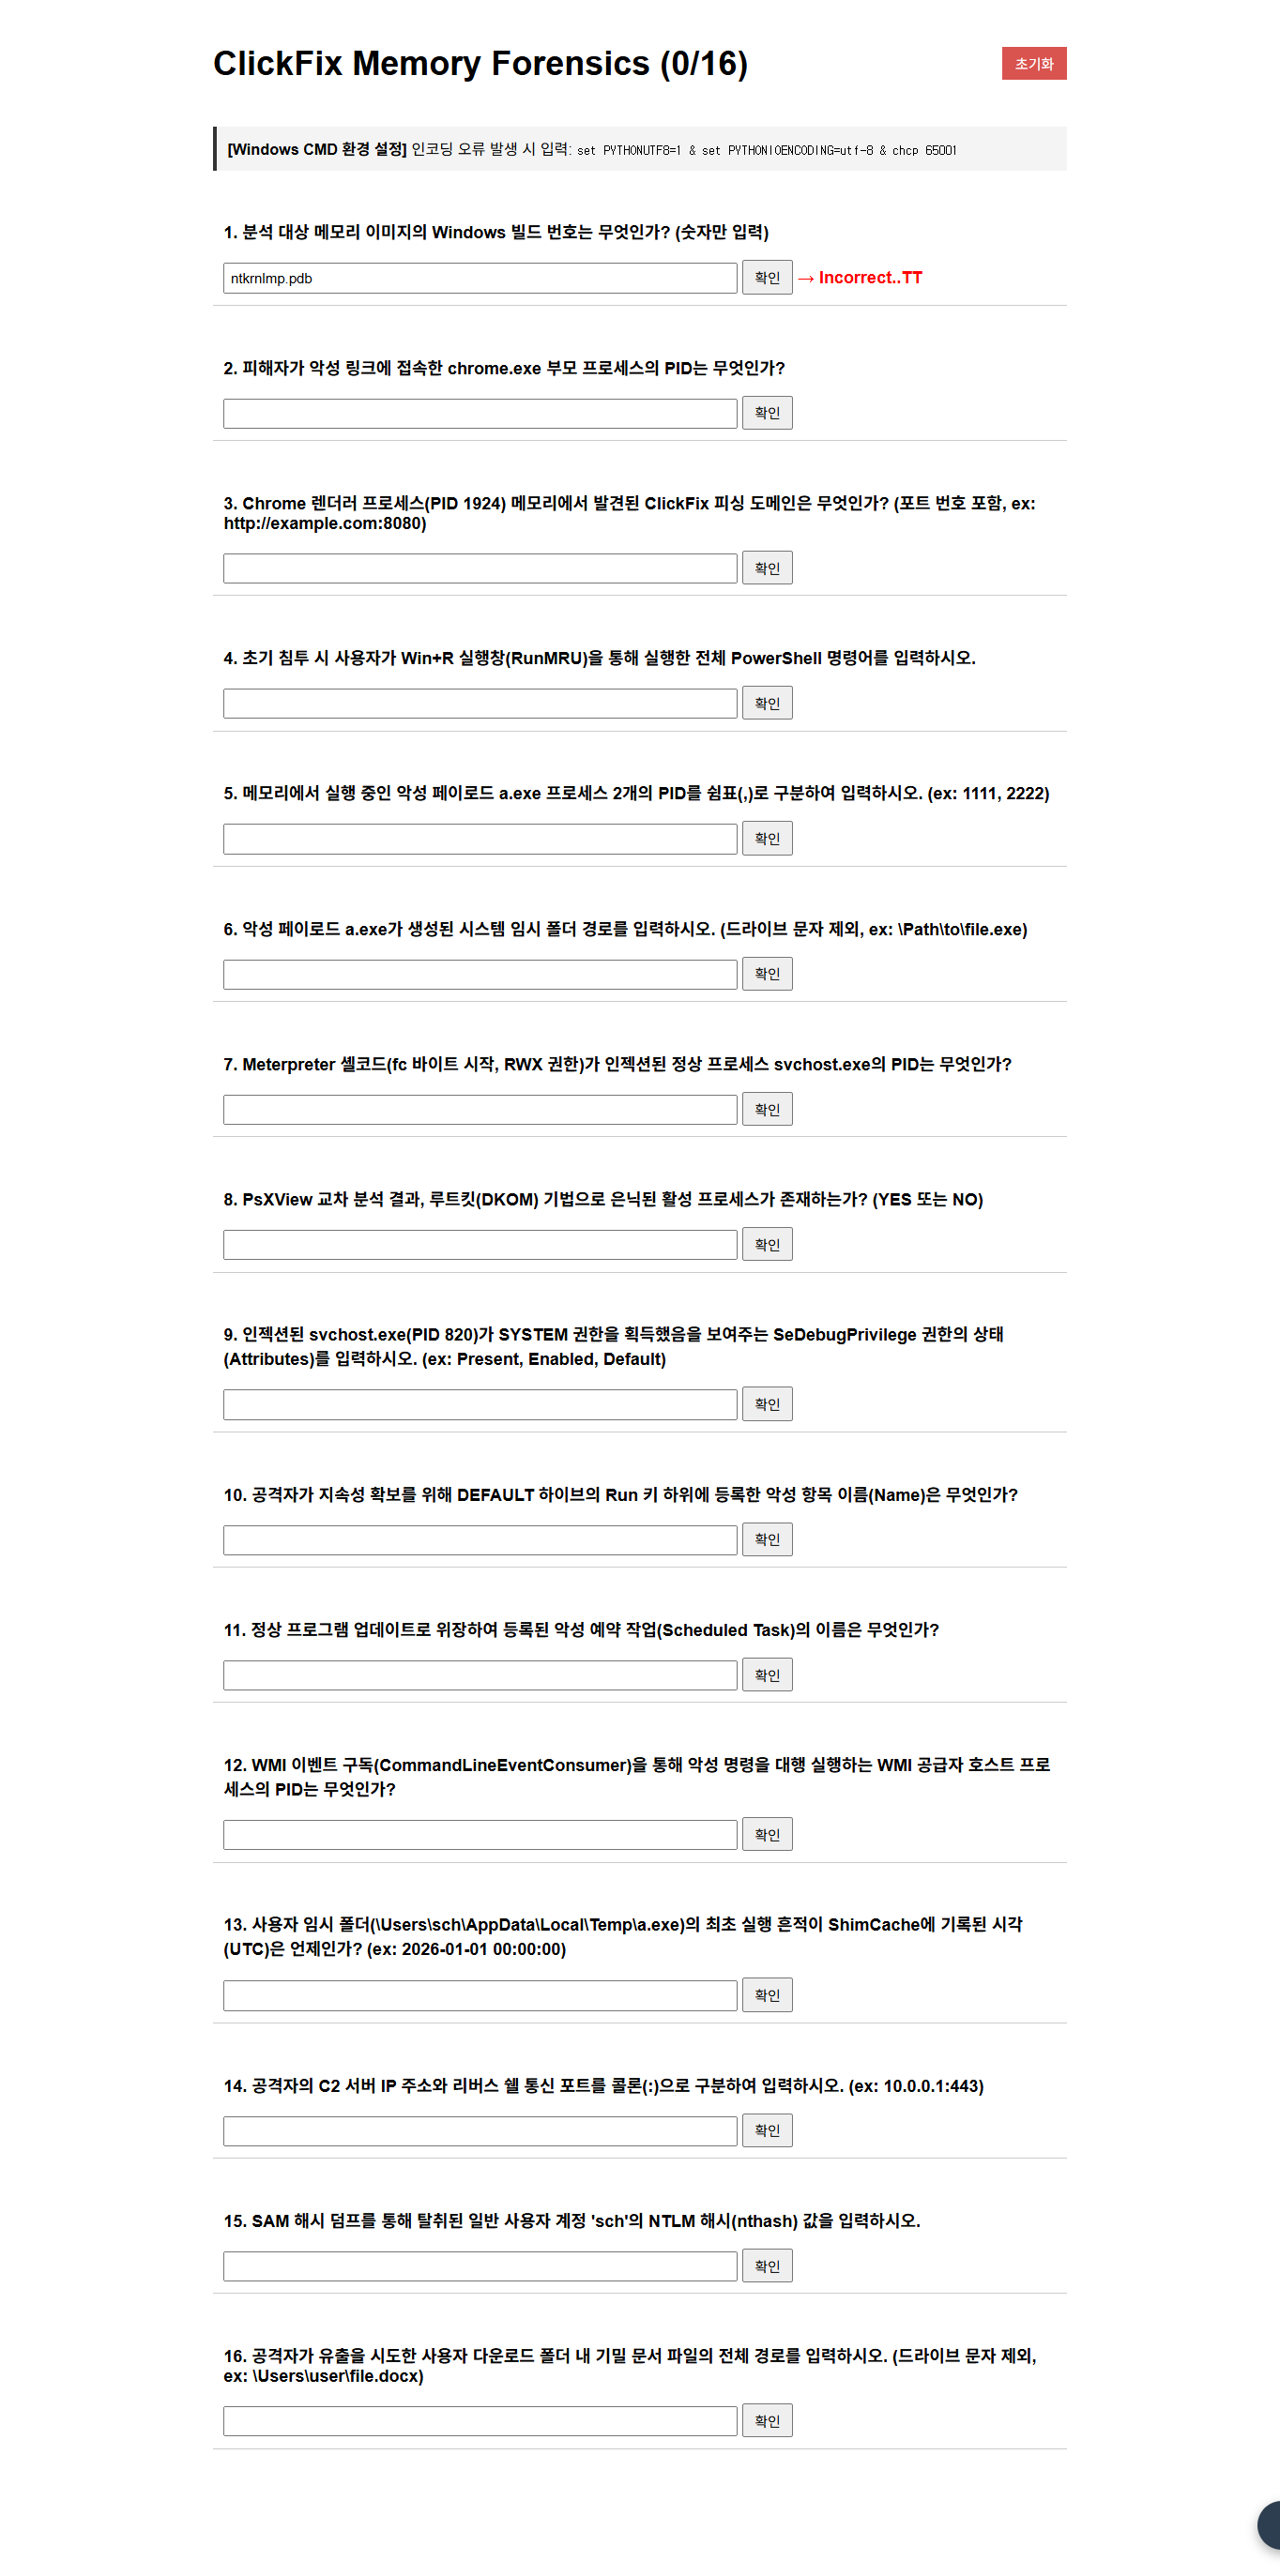 ClickFix Memory Forensics (0/16)
초기화
[Windows CMD 환경 설정] 인코딩 오류 발생 시 입력: set PYTHONUTF8=1 & set PYTHONIOENCODING=utf-8 & chcp 65001
1. 분석 대상 메모리 이미지의 Windows 빌드 번호는 무엇인가? (숫자만 입력)
ntkrnlmp.pdb
확인
→ Incorrect..TT
2. 피해자가 악성 링크에 접속한 chrome.exe 부모 프로세스의 PID는 무엇인가?
확인
3. Chrome 렌더러 프로세스(PID 1924) 메모리에서 발견된 ClickFix 피싱 도메인은 무엇인가? (포트 번호 포함, ex:
http://example.com:8080)
확인
4. 초기 침투 시 사용자가 Win+R 실행창(RunMRU)을 통해 실행한 전체 PowerShell 명령어를 입력하시오.
확인
5. 메모리에서 실행 중인 악성 페이로드 a.exe 프로세스 2개의 PID를 쉼표(,)로 구분하여 입력하시오. (ex: 1111, 2222)
확인
6. 악성 페이로드 a.exe가 생성된 시스템 임시 폴더 경로를 입력하시오. (드라이브 문자 제외, ex: \Path\to\file.exe)
확인
7. Meterpreter 셸코드(fc 바이트 시작, RWX 권한)가 인젝션된 정상 프로세스 svchost.exe의 PID는 무엇인가?
확인
8. PsXView 교차 분석 결과, 루트킷(DKOM) 기법으로 은닉된 활성 프로세스가 존재하는가? (YES 또는 NO)
확인
9. 인젝션된 svchost.exe(PID 820)가 SYSTEM 권한을 획득했음을 보여주는 SeDebugPrivilege 권한의 상태
(Attributes)를 입력하시오. (ex: Present, Enabled, Default)
확인
10. 공격자가 지속성 확보를 위해 DEFAULT 하이브의 Run 키 하위에 등록한 악성 항목 이름(Name)은 무엇인가?
확인
11. 정상 프로그램 업데이트로 위장하여 등록된 악성 예약 작업(Scheduled Task)의 이름은 무엇인가?
확인
12. WMI 이벤트 구독(CommandLineEventConsumer)을 통해 악성 명령을 대행 실행하는 WMI 공급자 호스트 프로
세스의 PID는 무엇인가?
확인
13. 사용자 임시 폴더(\Users\sch\AppData\Local\Temp\a.exe)의 최초 실행 흔적이 ShimCache에 기록된 시각
(UTC)은 언제인가? (ex: 2026-01-01 00:00:00)
확인
14. 공격자의 C2 서버 IP 주소와 리버스 쉘 통신 포트를 콜론(:)으로 구분하여 입력하시오. (ex: 10.0.0.1:443)
확인
15. SAM 해시 덤프를 통해 탈취된 일반 사용자 계정 'sch'의 NTLM 해시(nthash) 값을 입력하시오.
확인
16. 공격자가 유출을 시도한 사용자 다운로드 폴더 내 기밀 문서 파일의 전체 경로를 입력하시오. (드라이브 문자 제외,
ex: \Users\user\file.docx)
확인